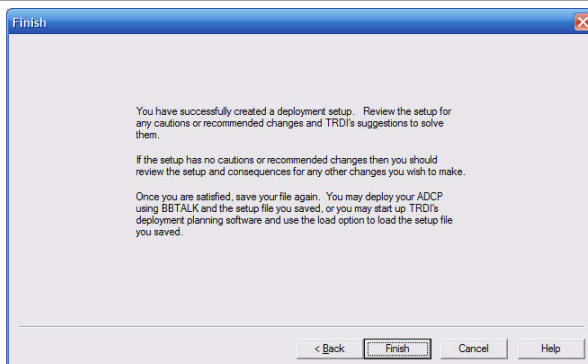 Finish
You have successfully created a deployment setup. Review the setup for
any cautions or recommended changes and TRDI's suggestions to solve
them.
If the setup has no cautions or recommended changes then you should
review the setup and consequences for any other changes you wish to make.
Once you are satisfied, save your file again. You may deploy your ADCP
using BBTALK and the setup file you saved, or you may start up TRDI's
deployment planning software and use the load option to load the setup file
you saved.
< Back Finish Cancel Help